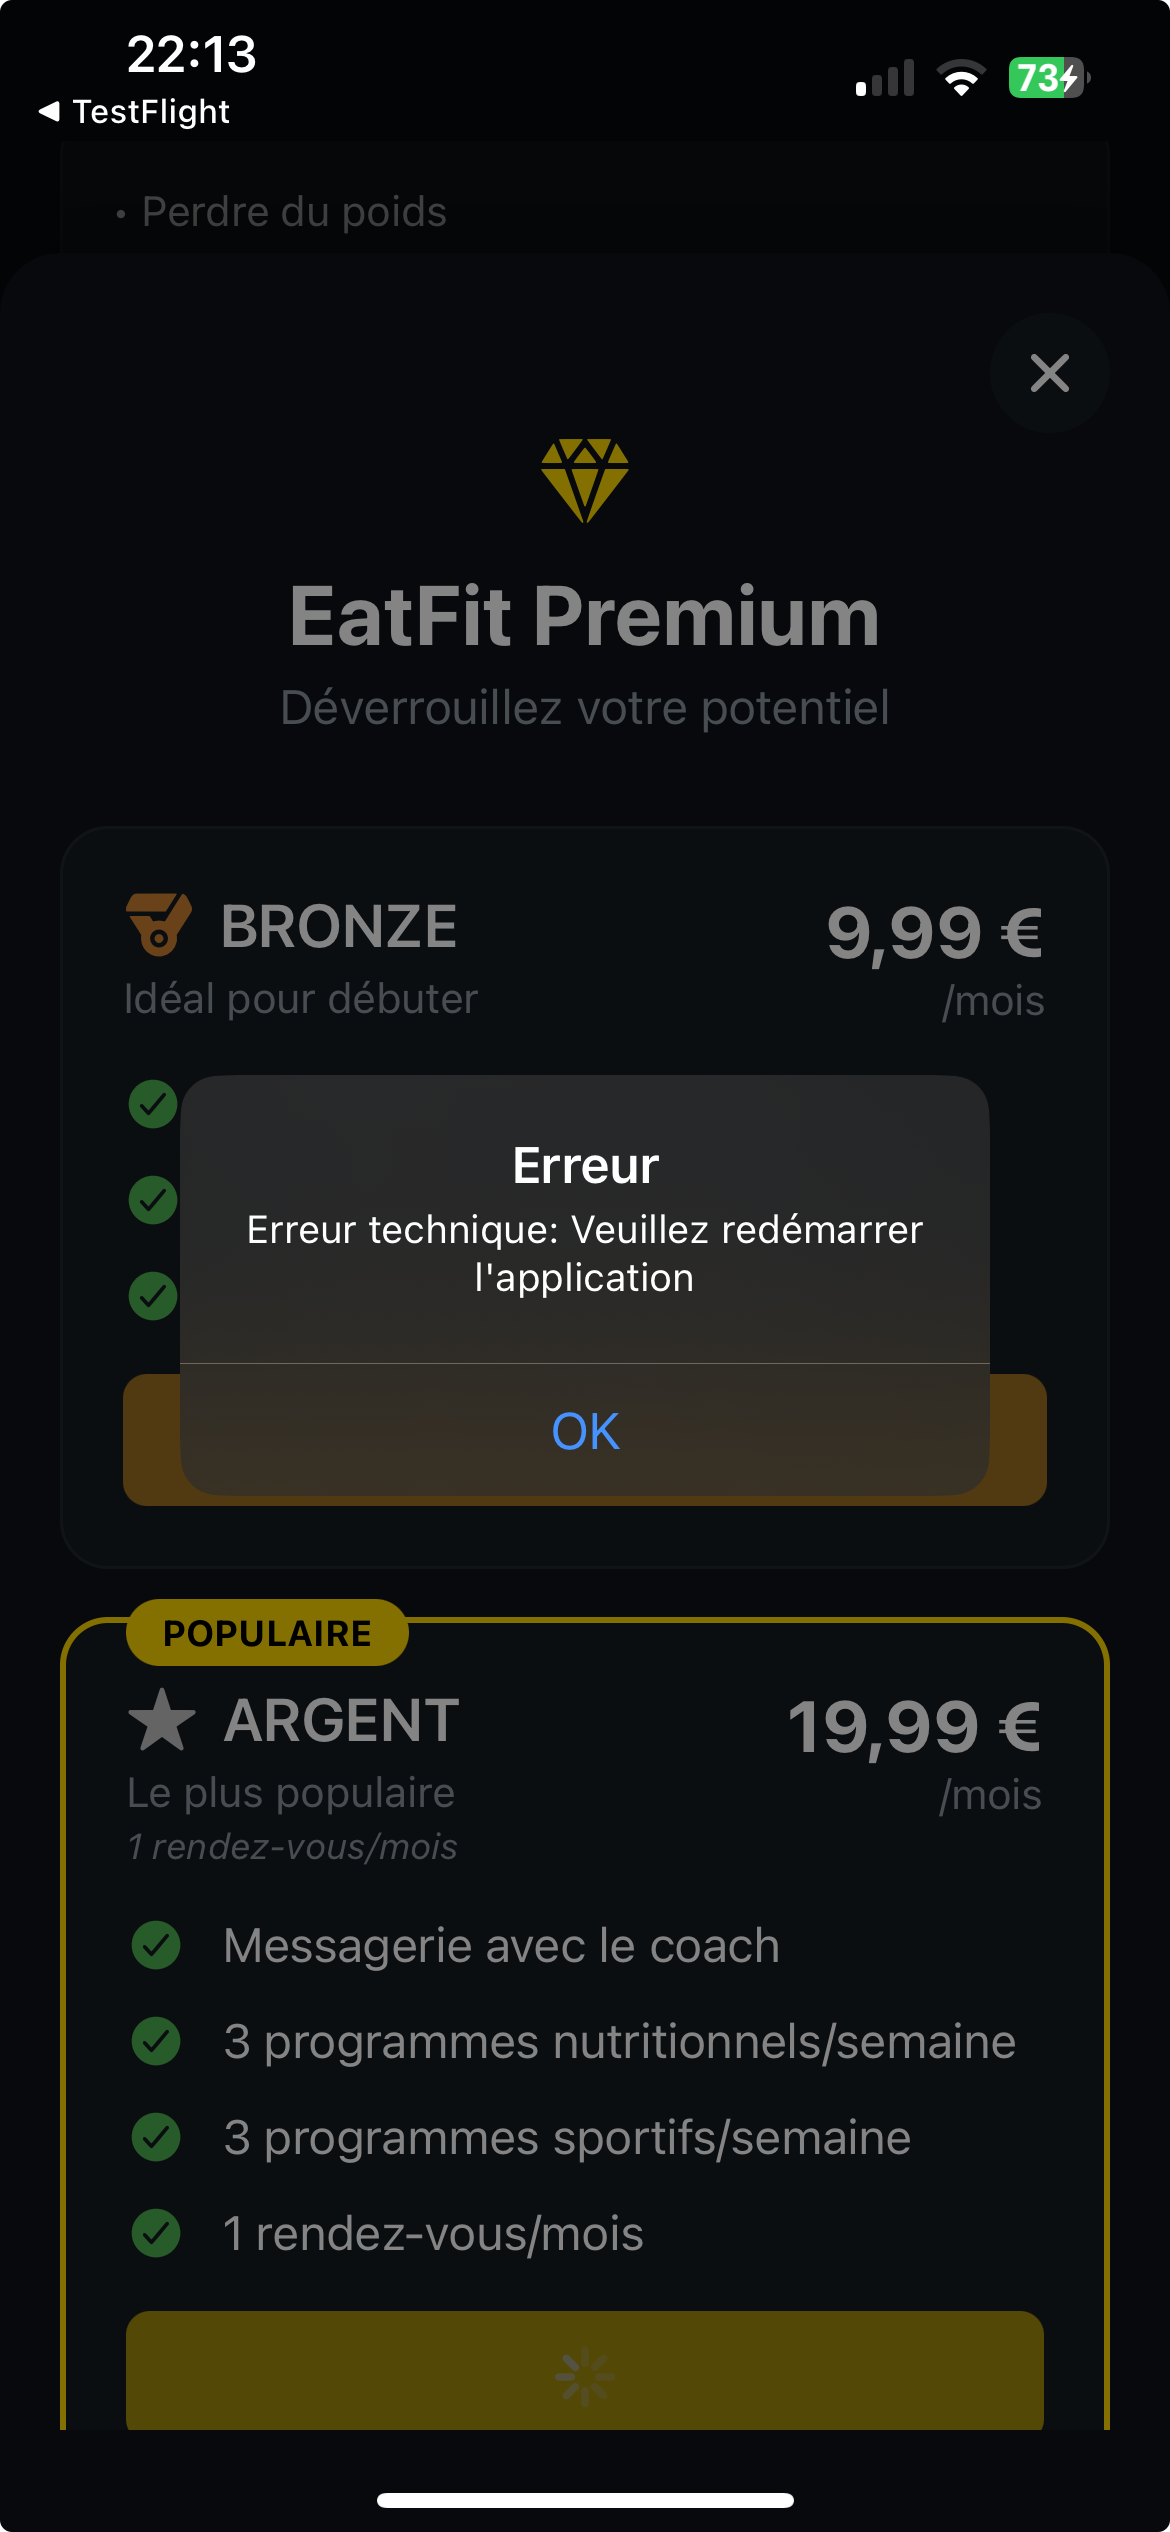 22:13
73
TestFlight
• Perdre du poids
EatFit Premium
Déverrouillez votre potentiel
BRONZE
9,99 €
Idéal pour débuter
/mois
Erreur
Erreur technique: Veuillez redémarrer
l'application
OK
POPULAIRE
ARGENT
19,99 €
Le plus populaire
/mois
1 rendez-vous/mois
Messagerie avec le coach
3 programmes nutritionnels/semaine
3 programmes sportifs/semaine
1 rendez-vous/mois